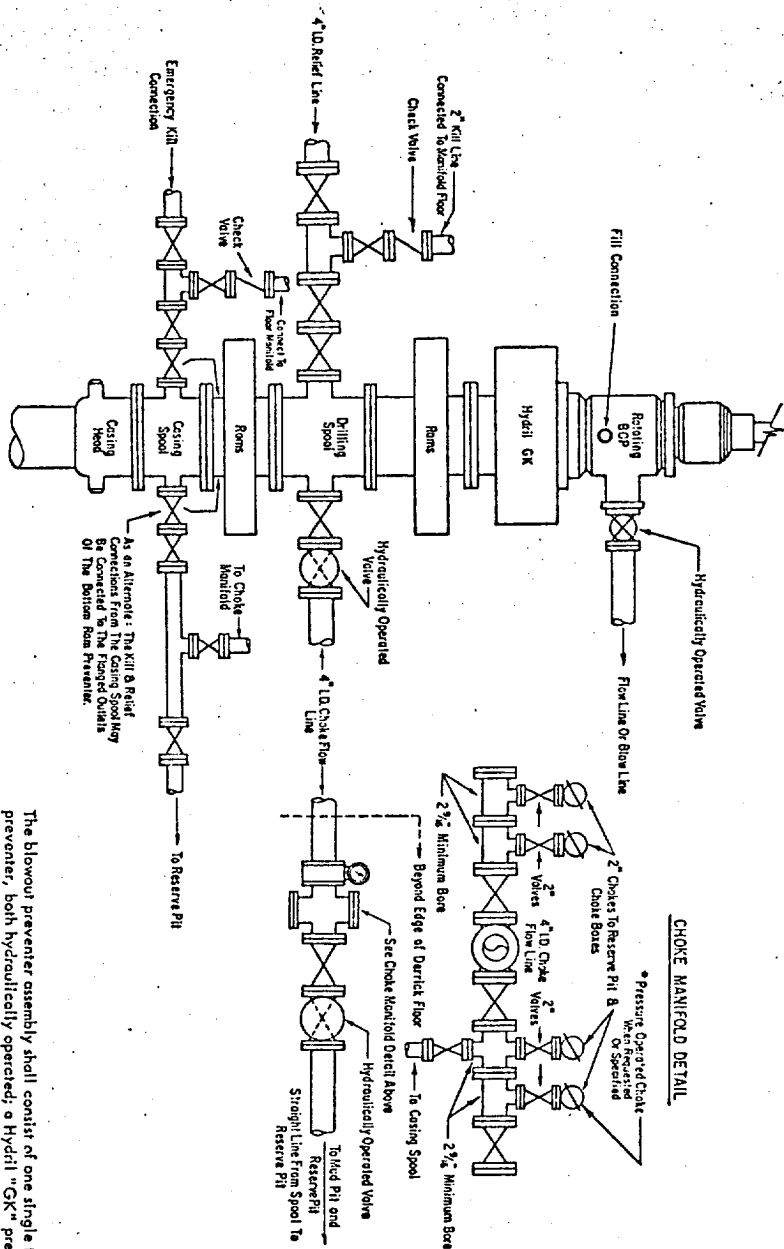 CHOKE MANIFOLD DETAIL
*Pressure Operated Choke
When Requested
Or Specified
2" Chokes To Reserve Pit &
Choke Boxes
2"
Valves
4" I.D. Choke
Flow Line
2"
Valves
2 9/16" Minimum Bore
2 9/16" Minimum Bore
To Casing Spool
Beyond Edge of Derrick Floor
See Choke Manifold Detail Above
Hydraulically Operated Valve
To Mud Pit and
Reserve Pit
Straight Line From Spool To
Reserve Pit
Fill Connection
Rotating
BOP
Hydraulically Operated Valve
Flow Line Or Blow Line
Hydril GK
Rams
2" Kill Line
Connected To Manifold Floor
Check Valve
4" I.D. Relief Line
Drilling
Spool
Hydraulically Operated
Valve
4" I.D. Choke Flow
Line
Rams
Emergency Kill
Connection
Check
Valve
Connect To
Floor Manifold
Casing
Spool
To Choke
Manifold
To Reserve Pit
Casing
Head
As an Alternate: The Kill & Relief
Connections From The Casing Spool May
Be Connected To The Flanged Outlets
Of The Bottom Ram Preventer.
The blowout preventer assembly shall consist of one single
preventer, both hydraulically operated; a Hydril "GK" pre